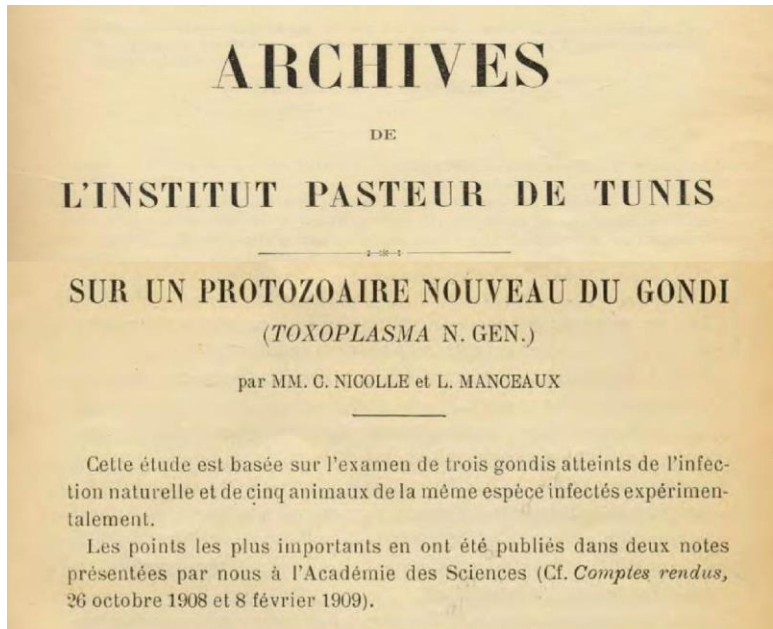 ARCHIVES
DE
L'INSTITUT PASTEUR DE TUNIS
SUR UN PROTOZOAIRE NOUVEAU DU GONDI
(TOXOPLASMA N. GEN.)
par MM. C. NICOLLE et L. MANCEAUX
Cette étude est basée sur l'examen de trois gondis atteints de l'infec-
tion naturelle et de cinq animaux de la même espèce infectés expérimen-
talement.
Les points les plus importants en ont été publiés dans deux notes
présentées par nous à l'Académie des Sciences (Cf. Comptes rendus,
26 octobre 1908 et 8 février 1909).